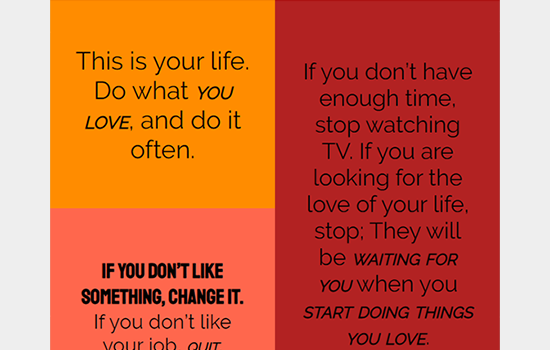 This is your life.
Do what YOU
LOVE, and do it
often.
IF YOU DON'T LIKE
SOMETHING, CHANGE IT.
If you don't like
your job, QUIT.
If you don't have
enough time,
stop watching
TV. If you are
looking for the
love of your life,
stop; They will
be WAITING FOR
YOU when you
START DOING THINGS
YOU LOVE.